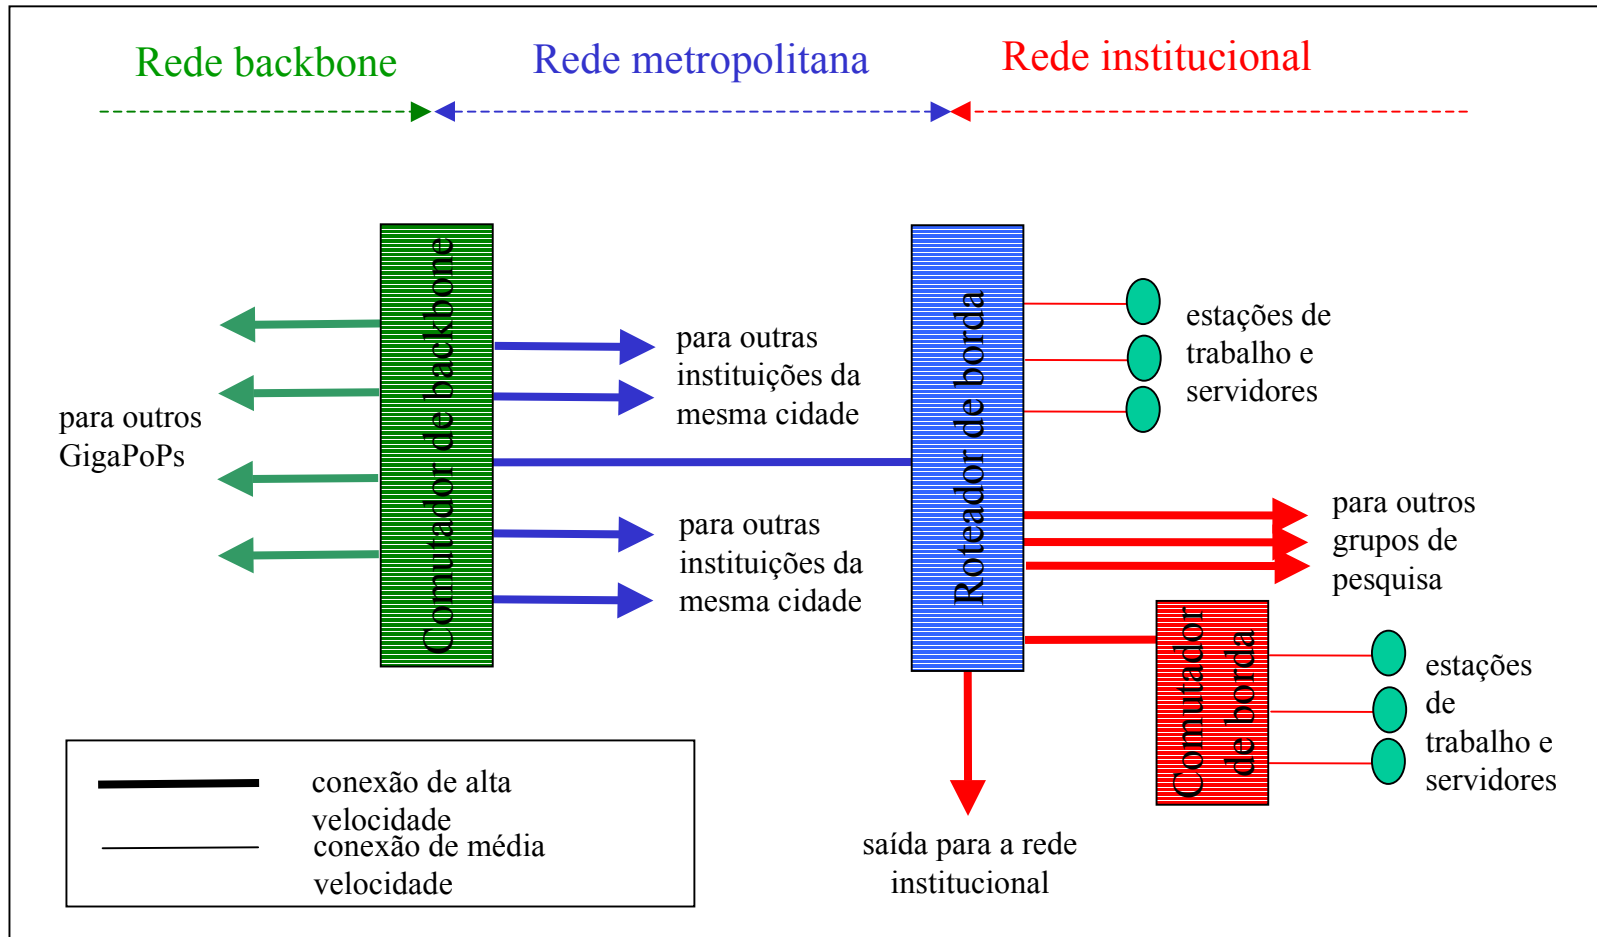 Rede backbone
Rede metropolitana
Rede institucional
para outros
GigaPoPs
Comutador de backbone
para outras
instituições da
mesma cidade
para outras
instituições da
mesma cidade
Roteador de borda
estações de
trabalho e
servidores
para outros
grupos de
pesquisa
Comutador
de borda
estações
de
trabalho e
servidores
saída para a rede
institucional
conexão de alta
velocidade
conexão de média
velocidade